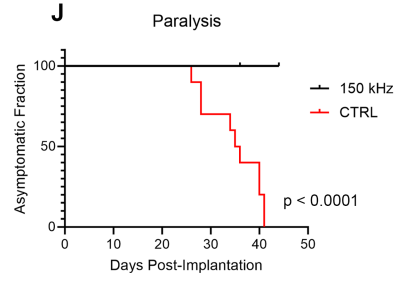 J
Paralysis
Asymptomatic Fraction
100
50
0
150 kHz
CTRL
p < 0.0001
0 10 20 30 40 50
Days Post-Implantation